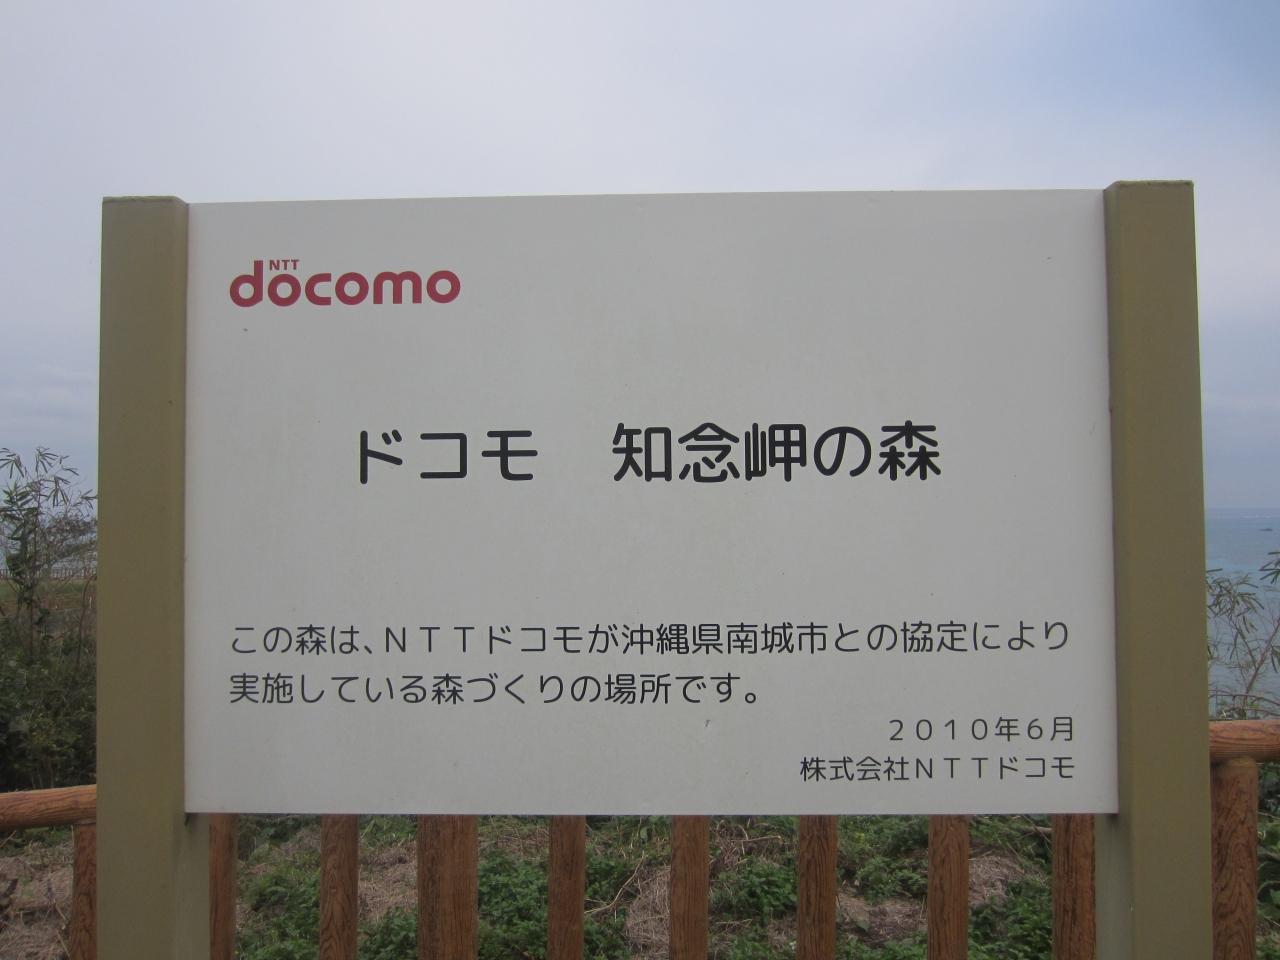 NTT
docomo
ドコモ　知念岬の森
この森は、ＮＴＴドコモが沖縄県南城市との協定により
実施している森づくりの場所です。
２０１０年６月
株式会社ＮＴＴドコモ